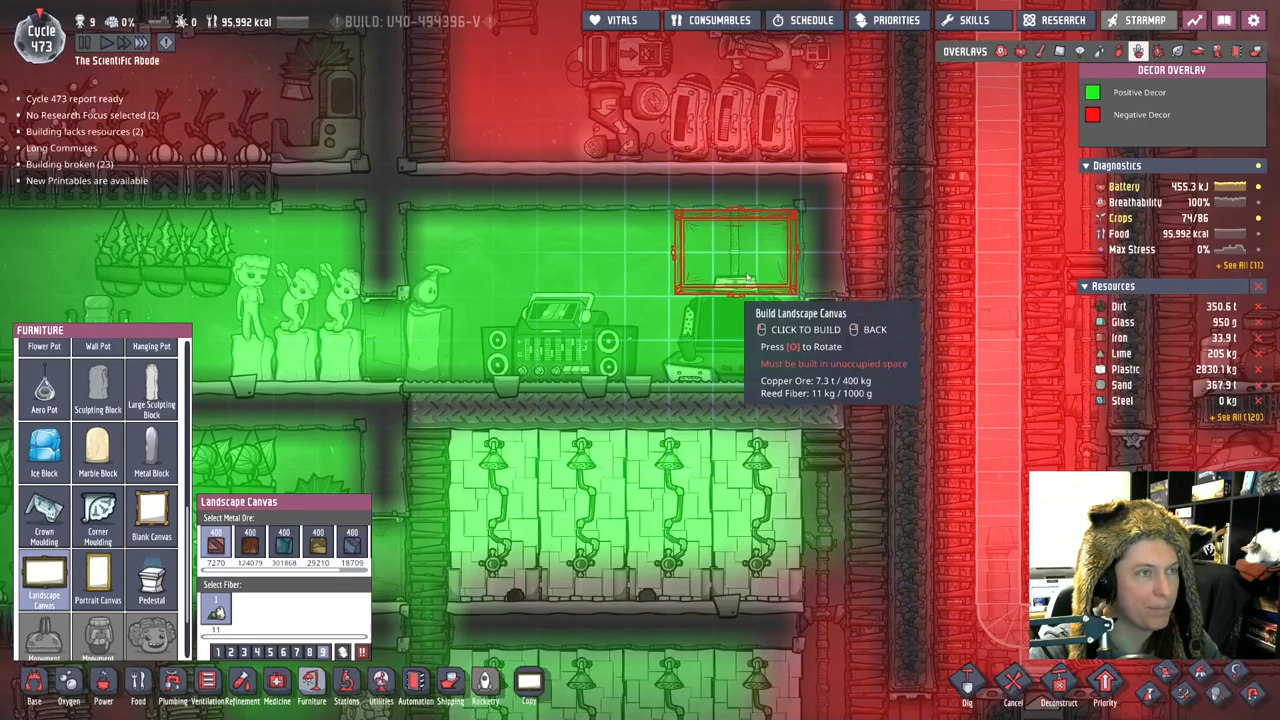 9
0%
0
95,992 kcal
BUILD: U40-494396-V
Cycle
473
The Scientific Abode
VITALS
CONSUMABLES
SCHEDULE
PRIORITIES
SKILLS
RESEARCH
STARMAP
OVERLAYS
DECOR OVERLAY
Positive Decor
Negative Decor
Cycle 473 report ready
No Research Focus selected (2)
Building lacks resources (2)
Long Commutes
Building broken (23)
New Printables are available
Diagnostics
Battery 455.3 kJ
Breathability 100%
Crops 74/86
Food 95,992 kcal
Max Stress 0%
+ See All (11)
Resources
Dirt 350.6 t
Glass 950 g
Iron 33.9 t
Lime 205 kg
Plastic 2830.1 kg
Sand 367.9 t
Steel 0 kg
+ See All (120)
Build Landscape Canvas
CLICK TO BUILD BACK
Press [O] to Rotate
Must be built in unoccupied space
Copper Ore: 7.3 t / 400 kg
Reed Fiber: 11 kg / 1000 g
FURNITURE
Flower Pot Wall Pot Hanging Pot
Aero Pot Sculpting Block Large Sculpting Block
Ice Block Marble Block Metal Block
Crown Moulding Corner Moulding Blank Canvas
Landscape Canvas Portrait Canvas Pedestal
Landscape Canvas
Select Metal Ore:
400 400 400 400 400
7270 124079 301868 29210 18709
Select Fiber:
1
11
1 2 3 4 5 6 7 8 9 !!
Base Oxygen Power Food Plumbing Ventilation Refinement Medicine Furniture Stations Utilities Automation Shipping Rocketry Copy
Dig Cancel Deconstruct Priority